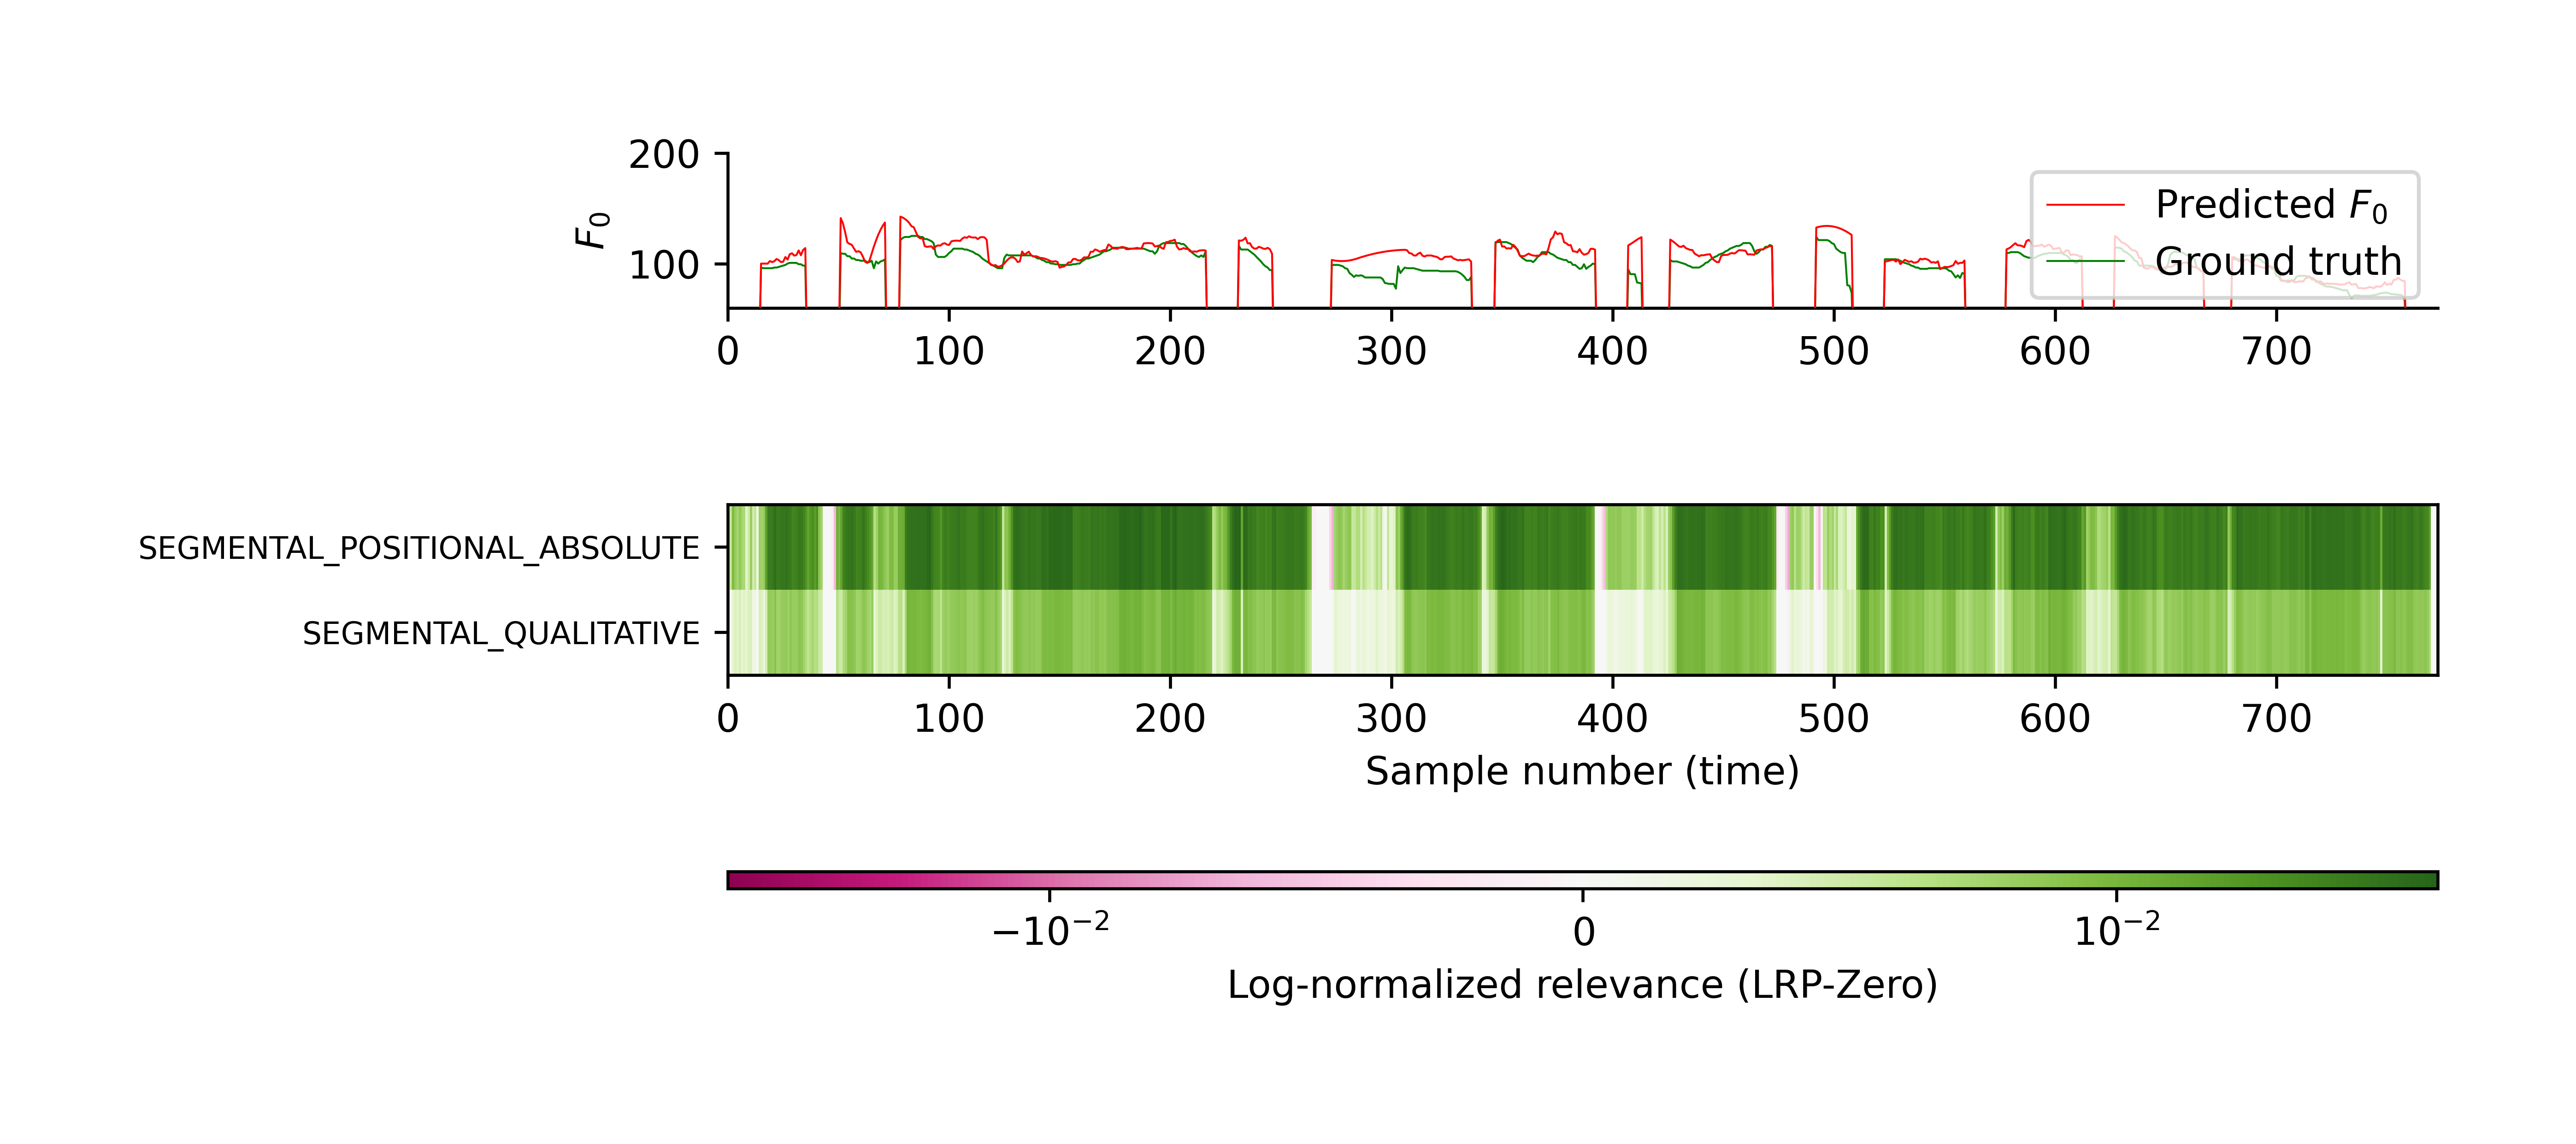 200
100
F₀
Predicted F₀
Ground truth
0 100 200 300 400 500 600 700
SEGMENTAL_POSITIONAL_ABSOLUTE
SEGMENTAL_QUALITATIVE
0 100 200 300 400 500 600 700
Sample number (time)
−10⁻² 0 10⁻²
Log-normalized relevance (LRP-Zero)